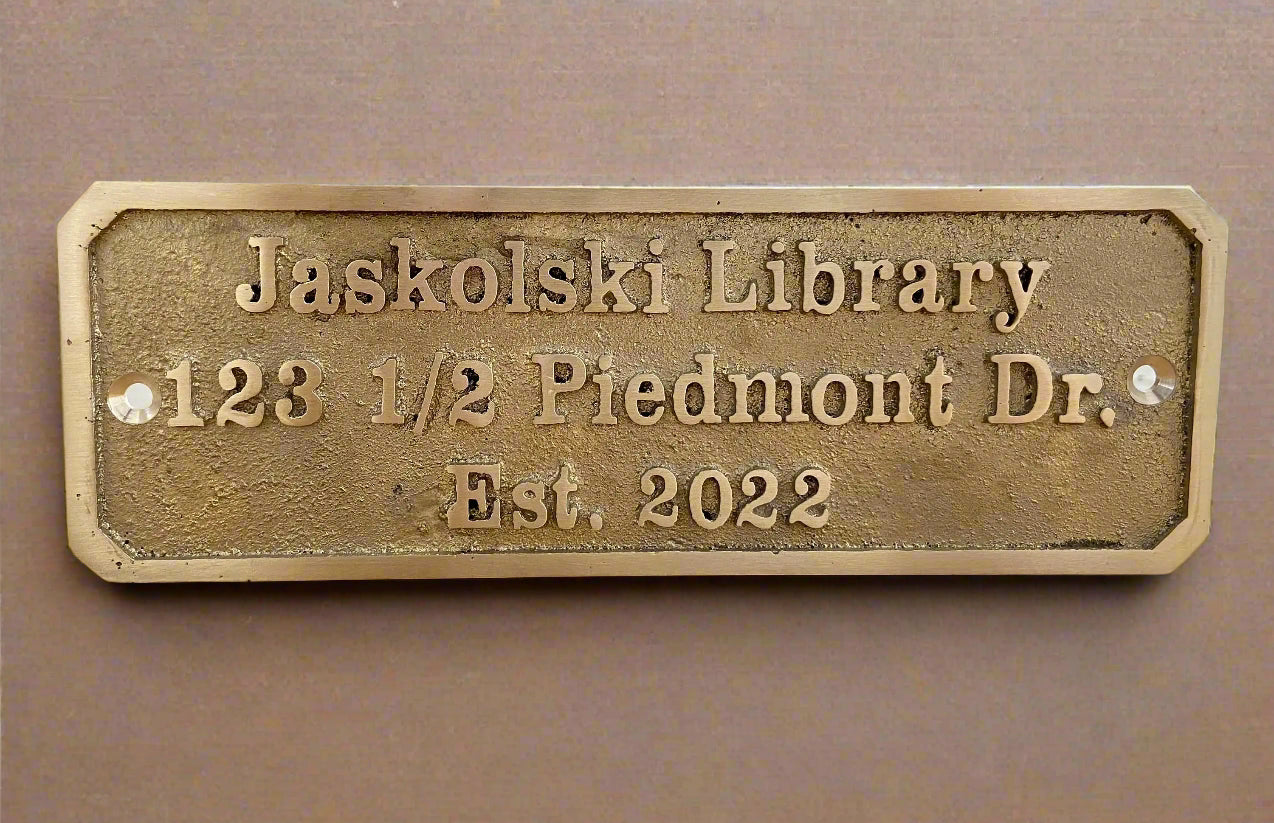 Jaskolski Library
123 1/2 Piedmont Dr.
Est. 2022